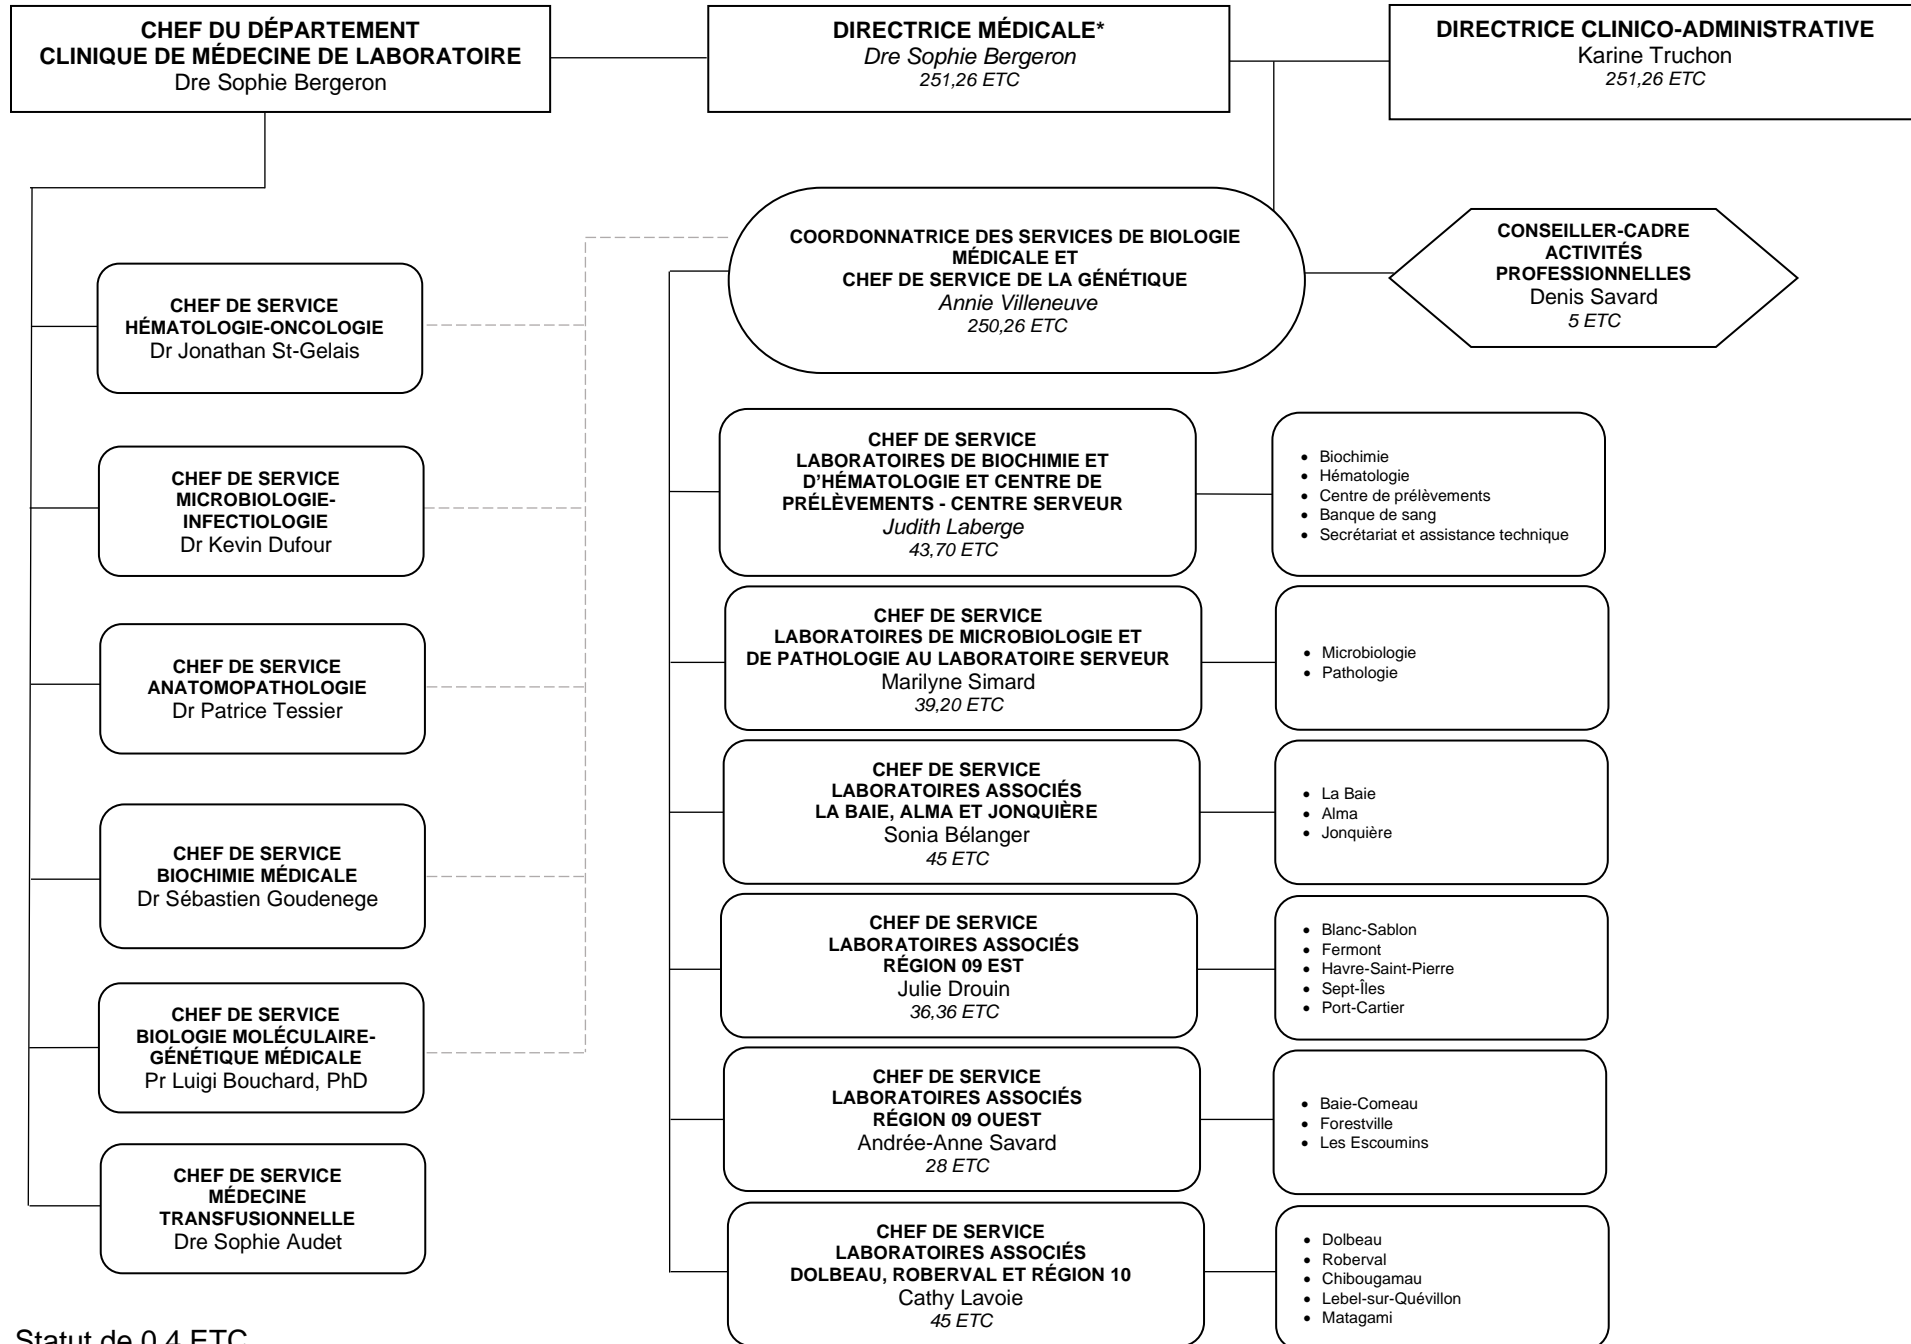 CHEF DU DÉPARTEMENT
CLINIQUE DE MÉDECINE DE LABORATOIRE
Dre Sophie Bergeron
DIRECTRICE MÉDICALE*
Dre Sophie Bergeron
251,26 ETC
DIRECTRICE CLINICO-ADMINISTRATIVE
Karine Truchon
251,26 ETC
COORDONNATRICE DES SERVICES DE BIOLOGIE
MÉDICALE ET
CHEF DE SERVICE DE LA GÉNÉTIQUE
Annie Villeneuve
250,26 ETC
CONSEILLER-CADRE
ACTIVITÉS
PROFESSIONNELLES
Denis Savard
5 ETC
CHEF DE SERVICE
HÉMATOLOGIE-ONCOLOGIE
Dr Jonathan St-Gelais
CHEF DE SERVICE
MICROBIOLOGIE-
INFECTIOLOGIE
Dr Kevin Dufour
CHEF DE SERVICE
ANATOMOPATHOLOGIE
Dr Patrice Tessier
CHEF DE SERVICE
BIOCHIMIE MÉDICALE
Dr Sébastien Goudenege
CHEF DE SERVICE
BIOLOGIE MOLÉCULAIRE-
GÉNÉTIQUE MÉDICALE
Pr Luigi Bouchard, PhD
CHEF DE SERVICE
MÉDECINE
TRANSFUSIONNELLE
Dre Sophie Audet
CHEF DE SERVICE
LABORATOIRES DE BIOCHIMIE ET
D'HÉMATOLOGIE ET CENTRE DE
PRÉLÈVEMENTS - CENTRE SERVEUR
Judith Laberge
43,70 ETC
• Biochimie
• Hématologie
• Centre de prélèvements
• Banque de sang
• Secrétariat et assistance technique
CHEF DE SERVICE
LABORATOIRES DE MICROBIOLOGIE ET
DE PATHOLOGIE AU LABORATOIRE SERVEUR
Marilyne Simard
39,20 ETC
• Microbiologie
• Pathologie
CHEF DE SERVICE
LABORATOIRES ASSOCIÉS
LA BAIE, ALMA ET JONQUIÈRE
Sonia Bélanger
45 ETC
• La Baie
• Alma
• Jonquière
CHEF DE SERVICE
LABORATOIRES ASSOCIÉS
RÉGION 09 EST
Julie Drouin
36,36 ETC
• Blanc-Sablon
• Fermont
• Havre-Saint-Pierre
• Sept-Îles
• Port-Cartier
CHEF DE SERVICE
LABORATOIRES ASSOCIÉS
RÉGION 09 OUEST
Andrée-Anne Savard
28 ETC
• Baie-Comeau
• Forestville
• Les Escoumins
CHEF DE SERVICE
LABORATOIRES ASSOCIÉS
DOLBEAU, ROBERVAL ET RÉGION 10
Cathy Lavoie
45 ETC
• Dolbeau
• Roberval
• Chibougamau
• Lebel-sur-Quévillon
• Matagami
Statut de 0,4 ETC